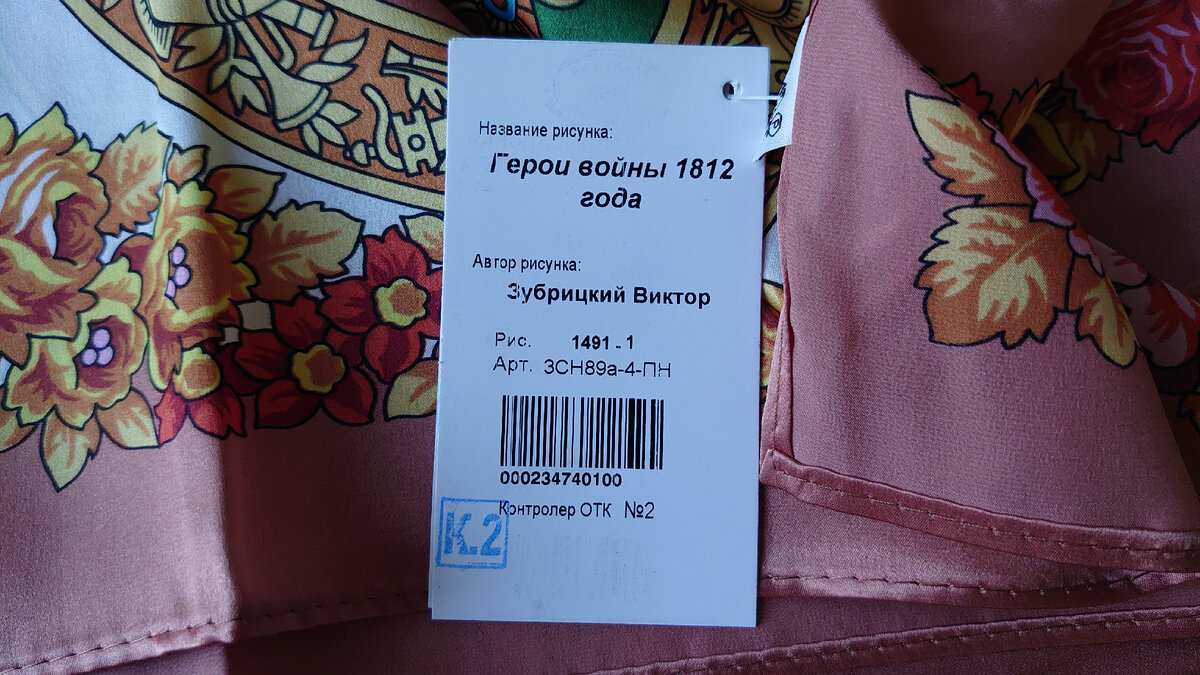 Название рисунка:
Герои войны 1812
года
Автор рисунка:
Зубрицкий Виктор
Рис. 1491-1
Арт. ЗСН89а-4-ПН
000234740100
Контролер ОТК №2
К.2